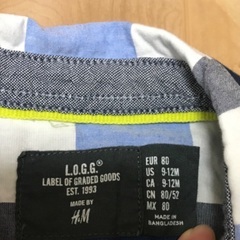 L.O.G.G.®
LABEL OF GRADED GOODS
EST. 1993
MADE BY
H&M
EUR 80
US 9-12M
CA 9-12M
CN 80/52
MX 80
MADE IN
BANGLADESH